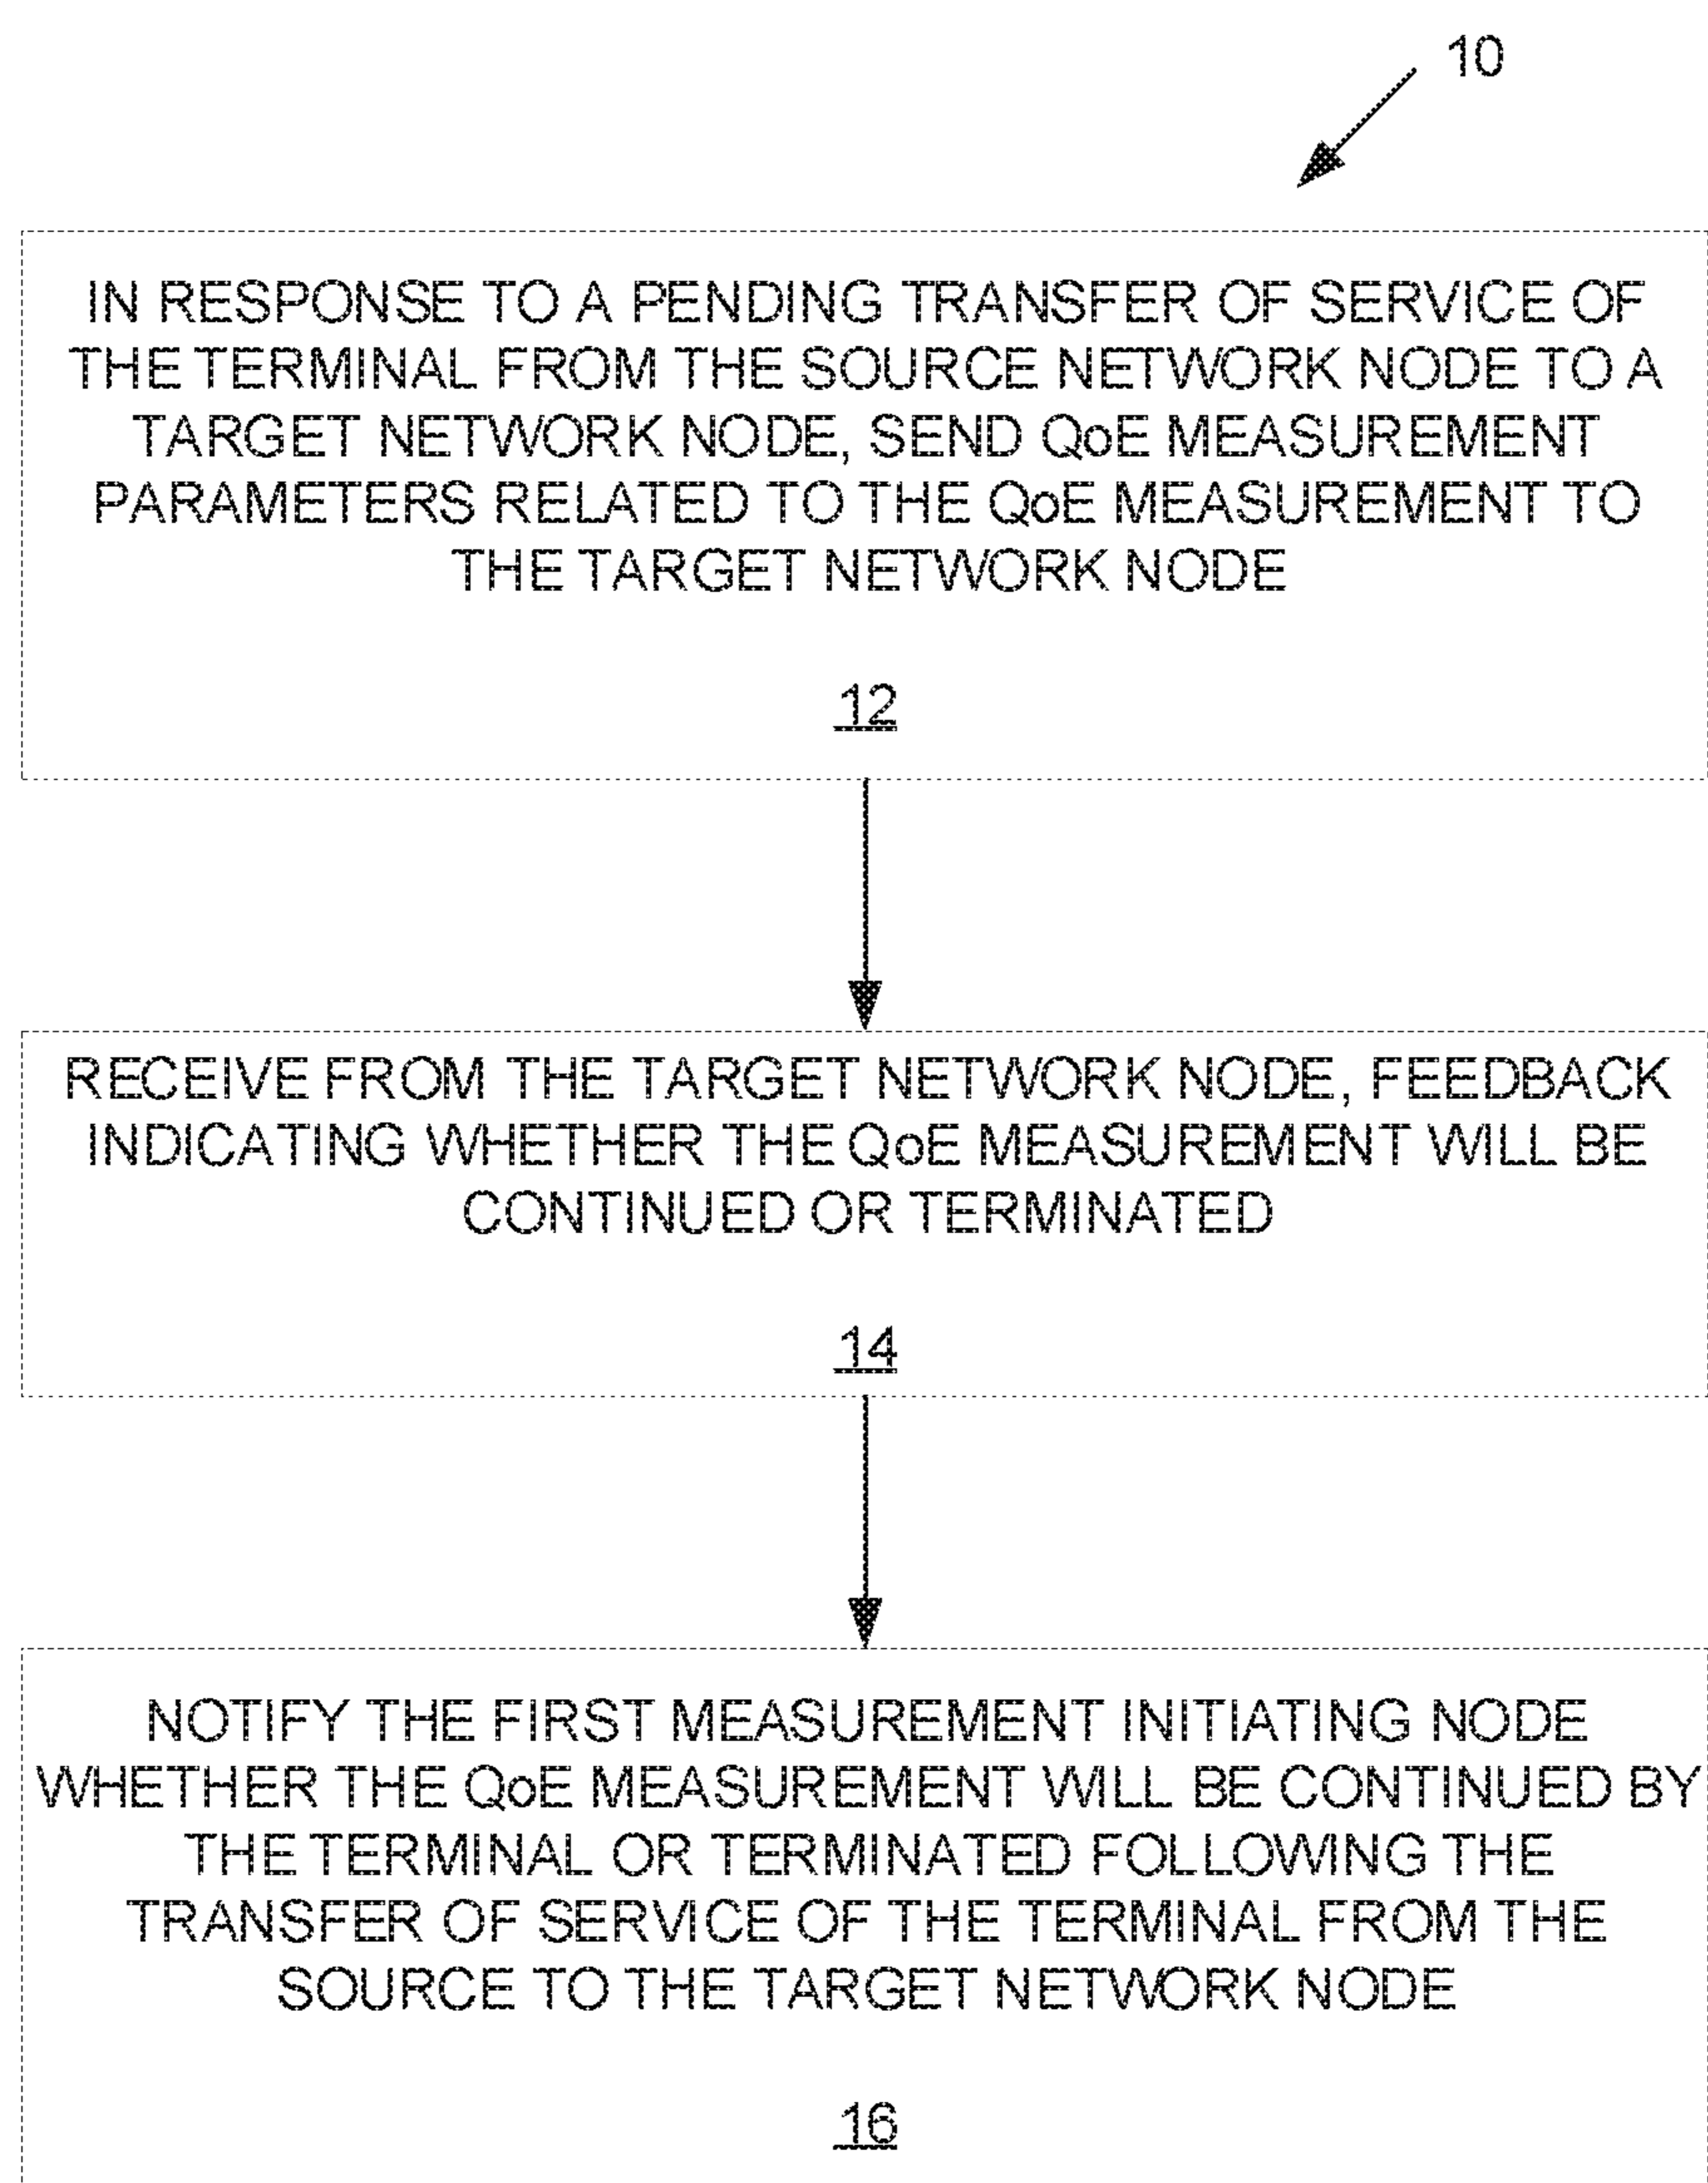 10
IN RESPONSE TO A PENDING TRANSFER OF SERVICE OF
THE TERMINAL FROM THE SOURCE NETWORK NODE TO A
TARGET NETWORK NODE, SEND QoE MEASUREMENT
PARAMETERS RELATED TO THE QoE MEASUREMENT TO
THE TARGET NETWORK NODE
12
RECEIVE FROM THE TARGET NETWORK NODE, FEEDBACK
INDICATING WHETHER THE QoE MEASUREMENT WILL BE
CONTINUED OR TERMINATED
14
NOTIFY THE FIRST MEASUREMENT INITIATING NODE
WHETHER THE QoE MEASUREMENT WILL BE CONTINUED BY
THE TERMINAL OR TERMINATED FOLLOWING THE
TRANSFER OF SERVICE OF THE TERMINAL FROM THE
SOURCE TO THE TARGET NETWORK NODE
16